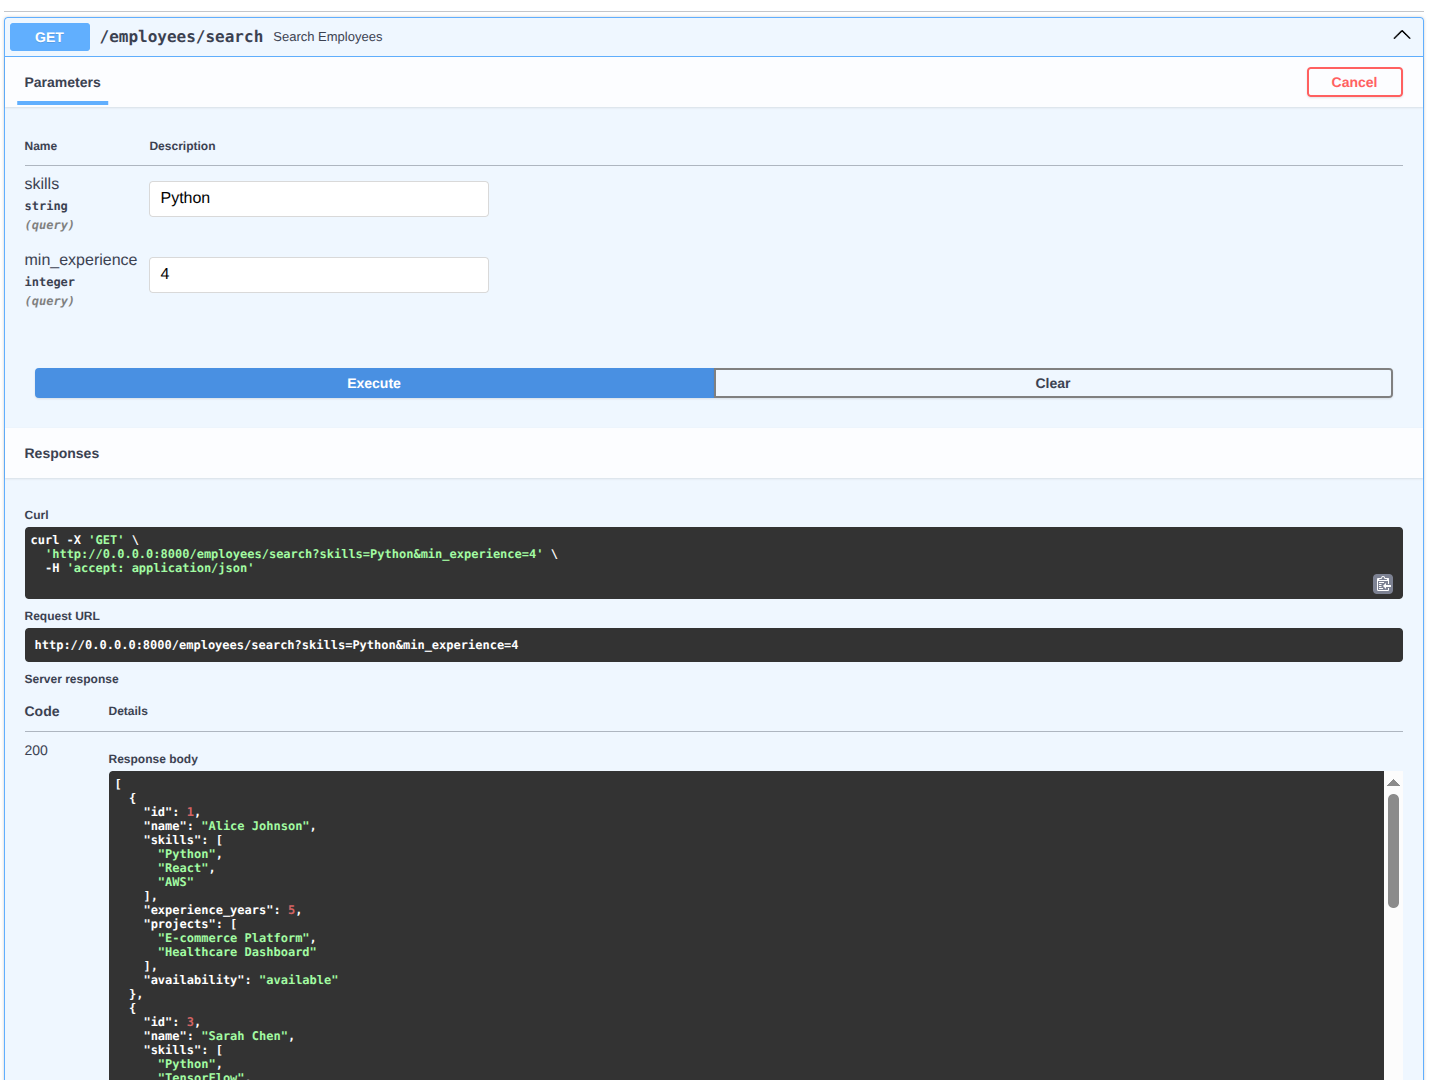 GET /employees/search Search Employees
Parameters
Cancel
Name Description
skills
string
(query)
Python
min_experience
integer
(query)
4
Execute
Clear
Responses
Curl
curl -X 'GET' \
  'http://0.0.0.0:8000/employees/search?skills=Python&min_experience=4' \
  -H 'accept: application/json'
Request URL
http://0.0.0.0:8000/employees/search?skills=Python&min_experience=4
Server response
Code Details
200
Response body
[
  {
    "id": 1,
    "name": "Alice Johnson",
    "skills": [
      "Python",
      "React",
      "AWS"
    ],
    "experience_years": 5,
    "projects": [
      "E-commerce Platform",
      "Healthcare Dashboard"
    ],
    "availability": "available"
  },
  {
    "id": 3,
    "name": "Sarah Chen",
    "skills": [
      "Python",
      "TensorFlow",